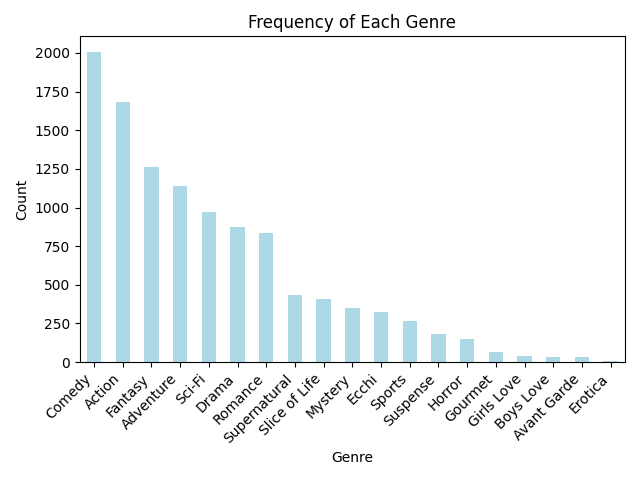 Frequency of Each Genre
2000
1750
1500
1250
1000
750
500
250
0
Count
Comedy
Action
Fantasy
Adventure
Sci-Fi
Drama
Romance
Supernatural
Slice of Life
Mystery
Ecchi
Sports
Suspense
Horror
Gourmet
Girls Love
Boys Love
Avant Garde
Erotica
Genre